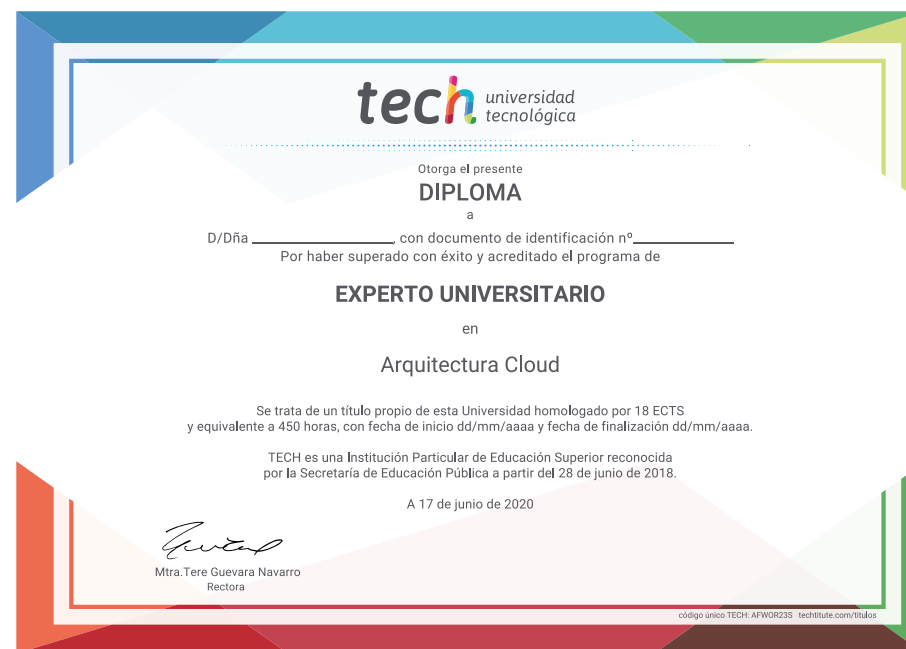 tech universidad
tecnológica
Otorga el presente
DIPLOMA
a
D/Dña ____________________, con documento de identificación nº______________
Por haber superado con éxito y acreditado el programa de
EXPERTO UNIVERSITARIO
en
Arquitectura Cloud
Se trata de un título propio de esta Universidad homologado por 18 ECTS
y equivalente a 450 horas, con fecha de inicio dd/mm/aaaa y fecha de finalización dd/mm/aaaa.
TECH es una Institución Particular de Educación Superior reconocida
por la Secretaría de Educación Pública a partir del 28 de junio de 2018.
A 17 de junio de 2020
Mtra.Tere Guevara Navarro
Rectora
código único TECH: AFWOR23S techtitute.com/titulos